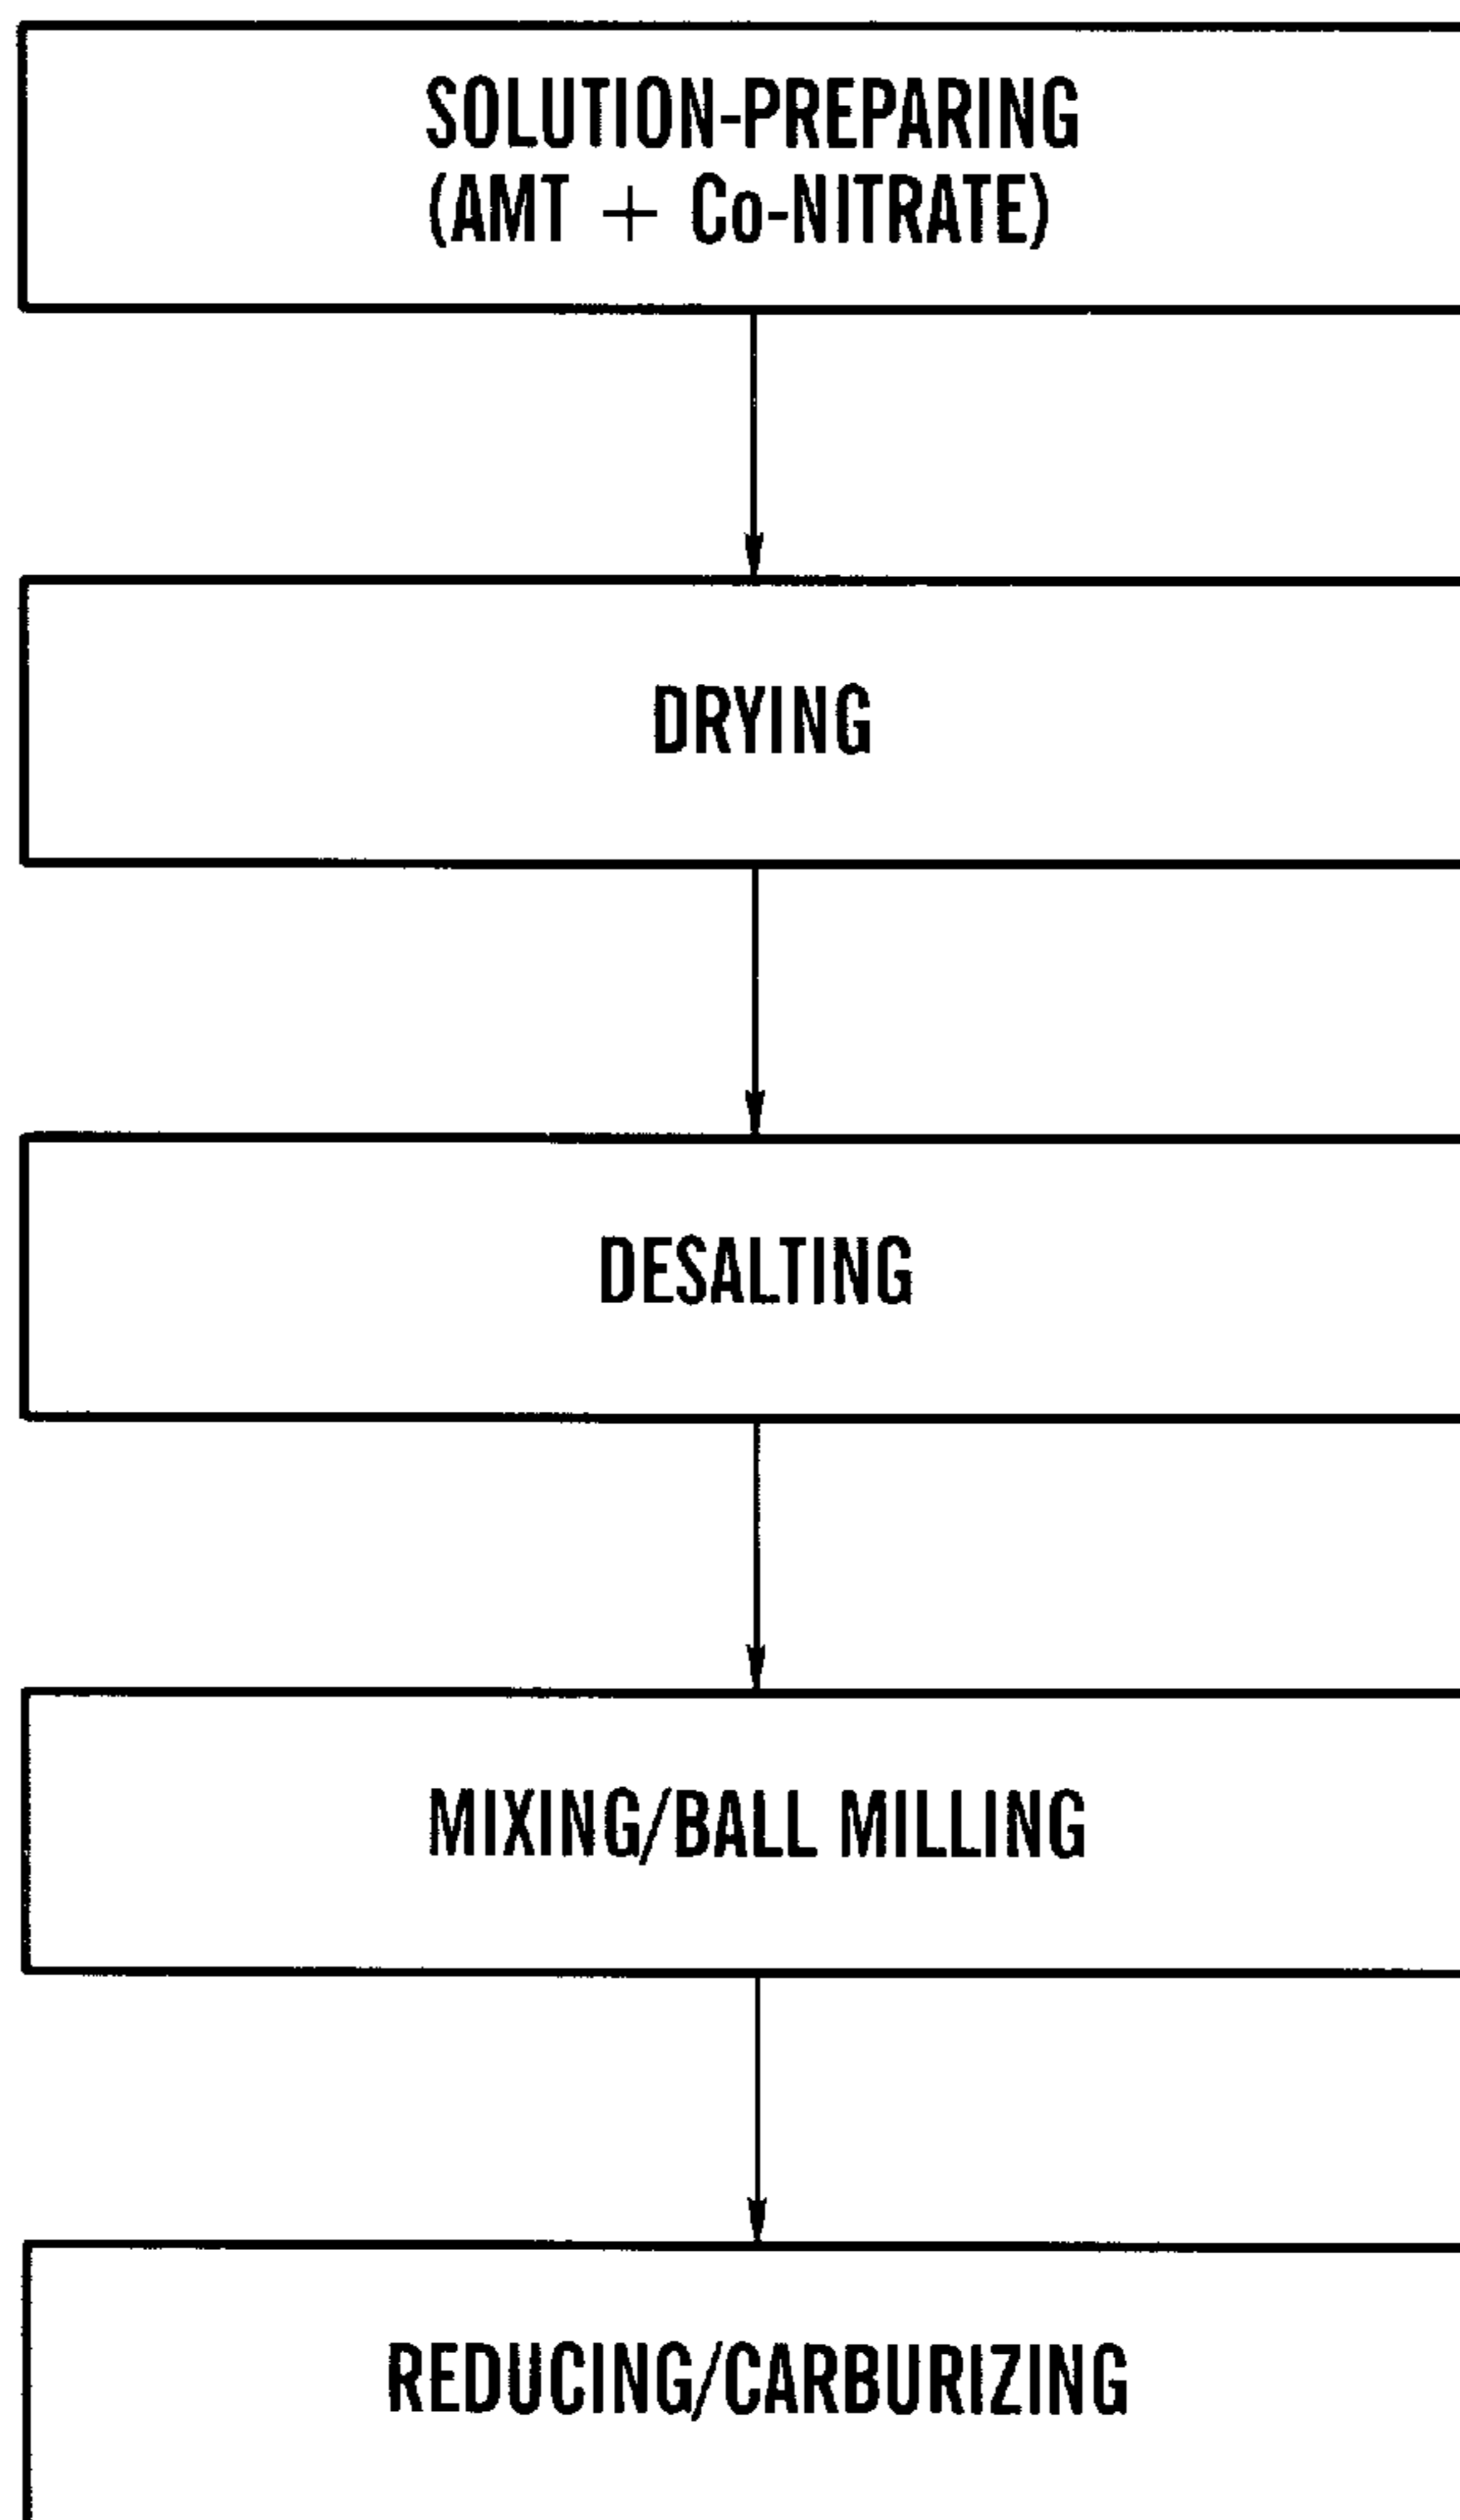 SOLUTION-PREPARING
(AMT + Co-NITRATE)
DRYING
DESALTING
MIXING/BALL MILLING
REDUCING/CARBURIZING